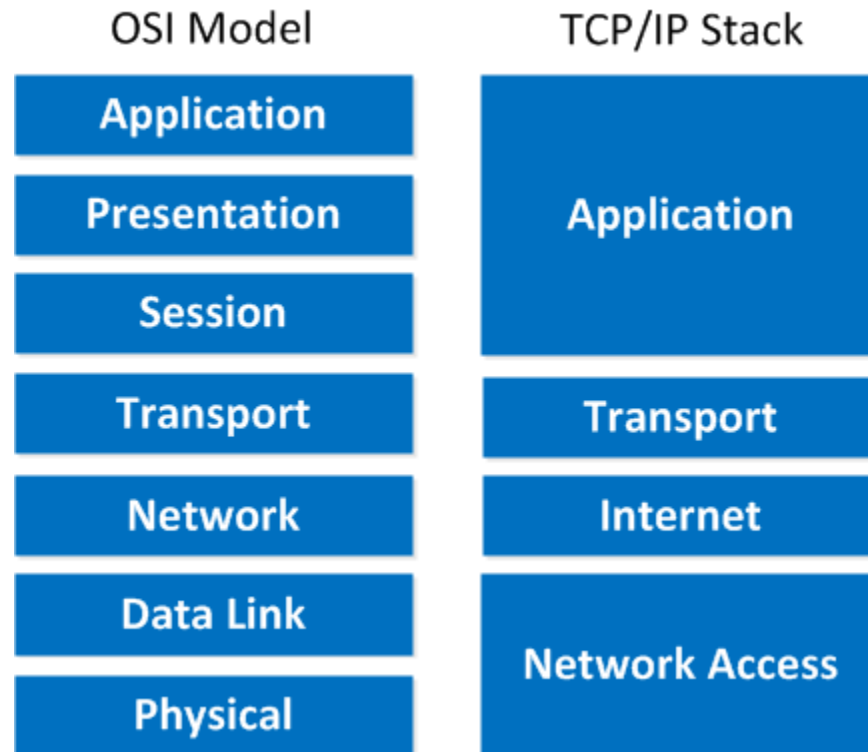 OSI Model
Application
Presentation
Session
Transport
Network
Data Link
Physical
TCP/IP Stack
Application
Transport
Internet
Network Access